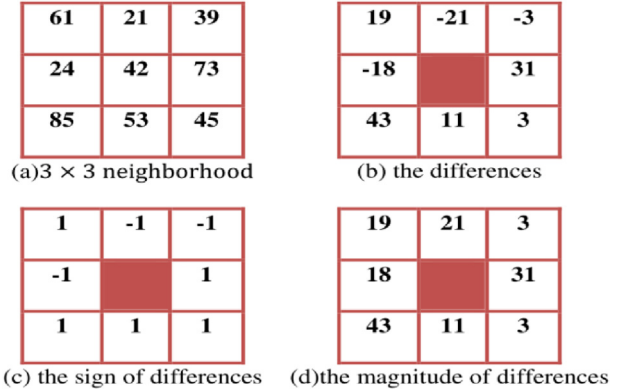 61 21 39
24 42 73
85 53 45
(a)3 × 3 neighborhood
19 -21 -3
-18 31
43 11 3
(b) the differences
1 -1 -1
-1 1
1 1 1
(c) the sign of differences
19 21 3
18 31
43 11 3
(d)the magnitude of differences